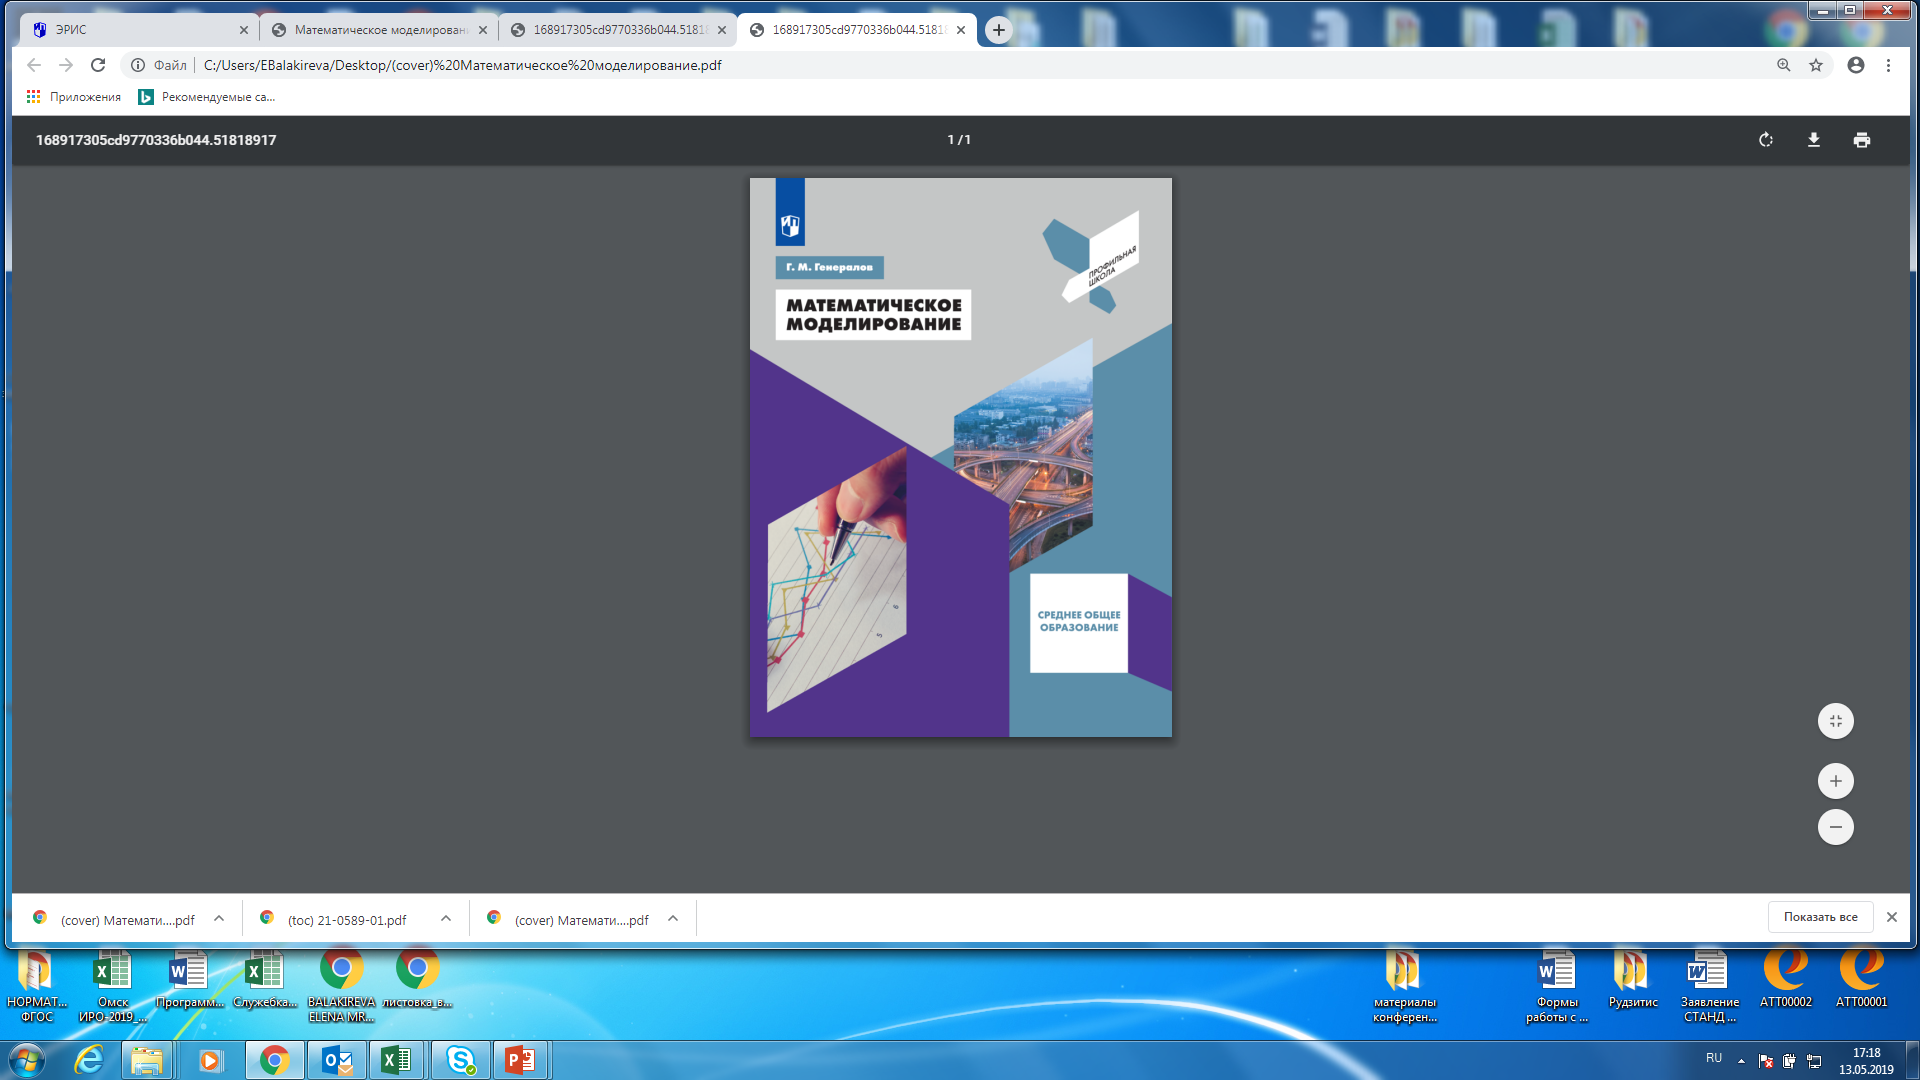 ЭРИС
Математическое моделирован
168917305cd9770336b044.5181
168917305cd9770336b044.5181
Файл
C:/Users/EBalakireva/Desktop/(cover)%20Математическое%20моделирование.pdf
Приложения
Рекомендуемые са...
168917305cd9770336b044.51818917
1 / 1
ИП
Г. М. Генералов
МАТЕМАТИЧЕСКОЕ
МОДЕЛИРОВАНИЕ
ПРОФИЛЬНАЯ
ШКОЛА
6
5
СРЕДНЕЕ ОБЩЕЕ
ОБРАЗОВАНИЕ
(cover) Математи....pdf
(toc) 21-0589-01.pdf
(cover) Математи....pdf
Показать все
НОРМАТ...
ФГОС
Омск
ИРО-2019_...
Программ...
Служебка...
BALAKIREVA
ELENA MR...
листовка_в...
материалы
конферен...
Формы
работы с ...
Рудзитис
Заявление
СТАНД ...
ATT00002
ATT00001
RU
17:18
13.05.2019